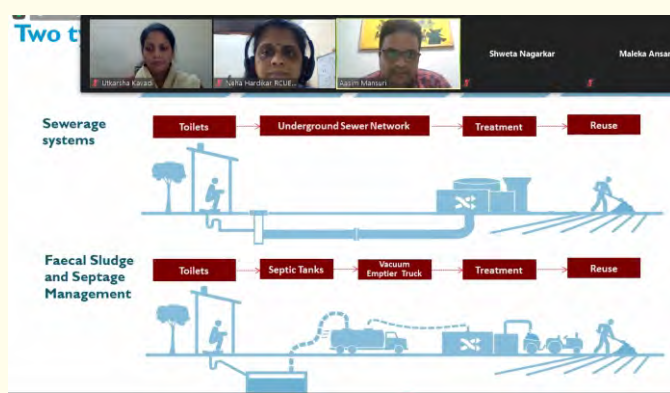 Two ty
Utkarsha Kavadi
Hardikar RCUE...
Aasim Mansuri
Shweta Nagarkar
Maleka Ansar
Sewerage
systems
Toilets
Underground Sewer Network
Treatment
Reuse
Faecal Sludge
and Septage
Management
Toilets
Septic Tanks
Vacuum
Emptier Truck
Treatment
Reuse